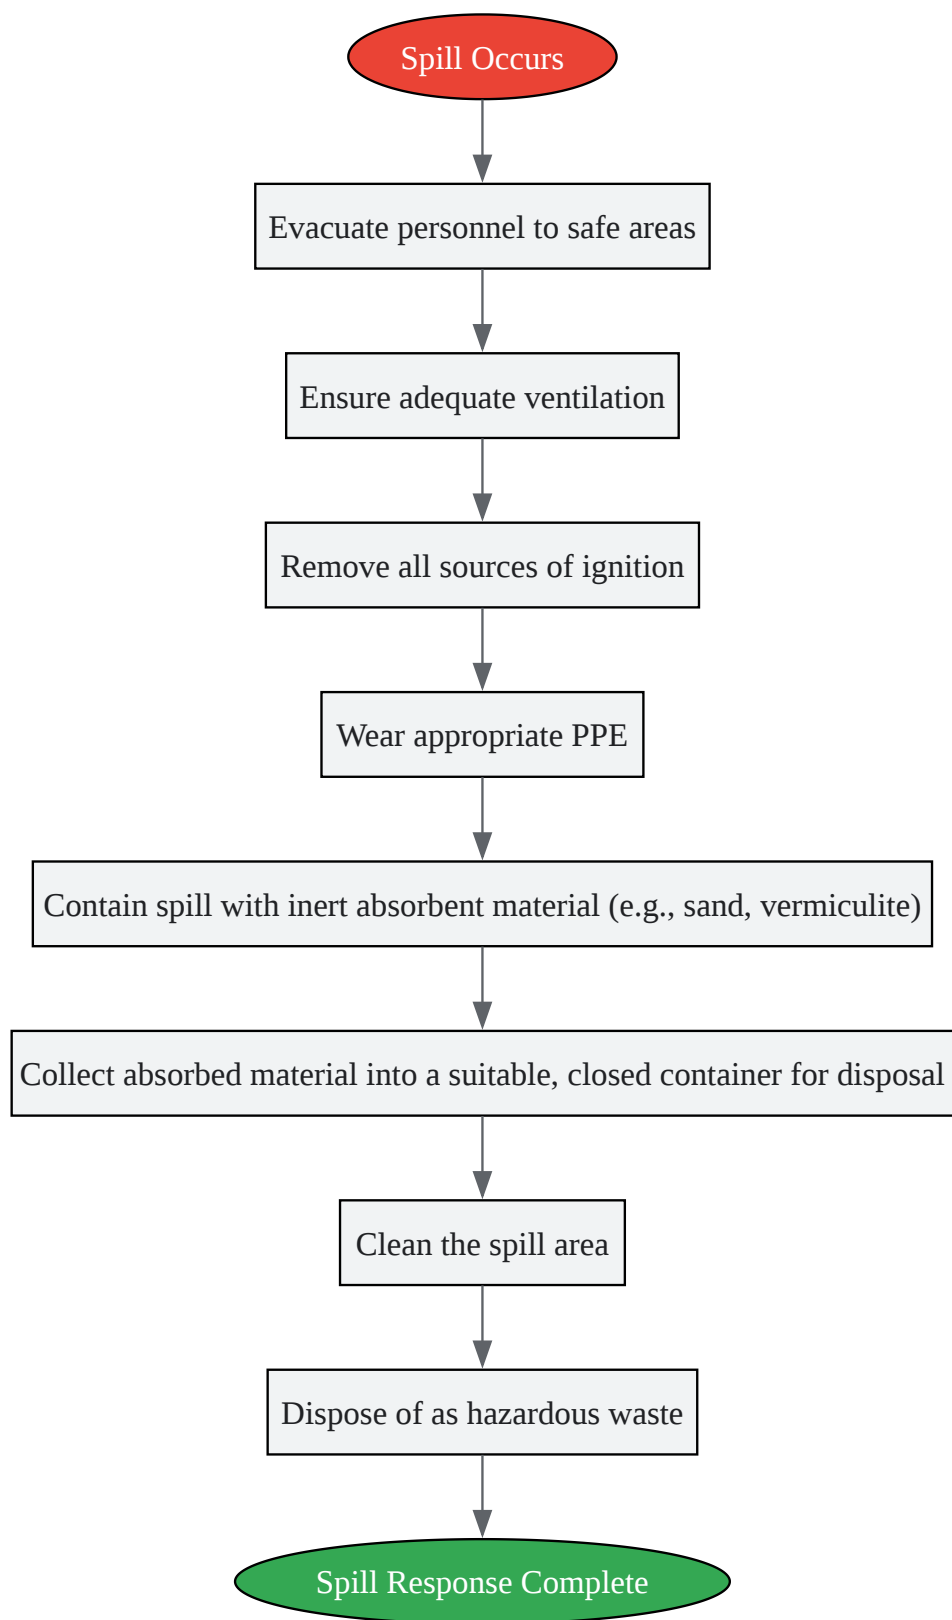 Spill Occurs
Evacuate personnel to safe areas
Ensure adequate ventilation
Remove all sources of ignition
Wear appropriate PPE
Contain spill with inert absorbent material (e.g., sand, vermiculite)
Collect absorbed material into a suitable, closed container for disposal
Clean the spill area
Dispose of as hazardous waste
Spill Response Complete